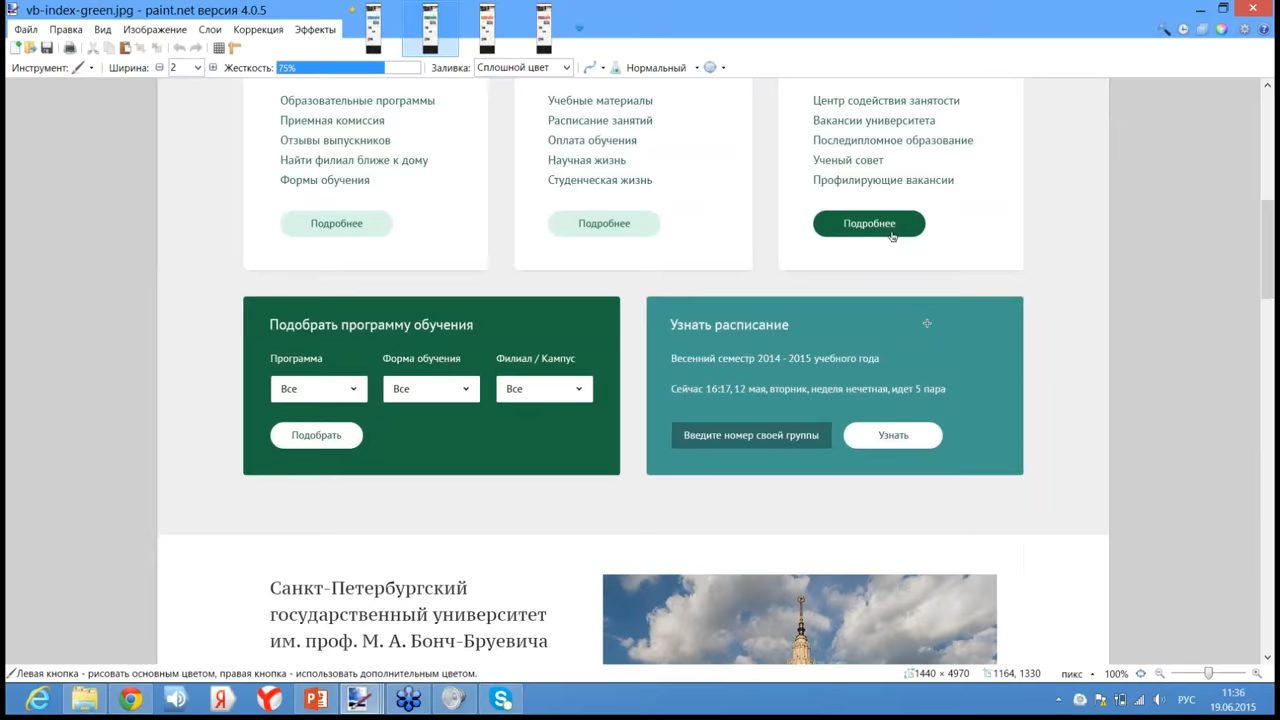 vb-index-green.jpg - paint.net версия 4.0.5
Файл Правка Вид Изображение Слои Коррекция Эффекты
Инструмент: Ширина: 2 Жесткость: 75% Заливка: Сплошной цвет Нормальный
Образовательные программы
Приемная комиссия
Отзывы выпускников
Найти филиал ближе к дому
Формы обучения
Подробнее
Учебные материалы
Расписание занятий
Оплата обучения
Научная жизнь
Студенческая жизнь
Подробнее
Центр содействия занятости
Вакансии университета
Последипломное образование
Ученый совет
Профилирующие вакансии
Подробнее
Подобрать программу обучения
Программа Форма обучения Филиал / Кампус
Все Все Все
Подобрать
Узнать расписание
Весенний семестр 2014 - 2015 учебного года
Сейчас 16:17, 12 мая, вторник, неделя нечетная, идет 5 пара
Введите номер своей группы Узнать
Санкт-Петербургский
государственный университет
им. проф. М. А. Бонч-Бруевича
Левая кнопка - рисовать основным цветом, правая кнопка - использовать дополнительным цветом.
1440 × 4970 1164, 1330 пикс 100%
РУС
11:36
19.06.2015